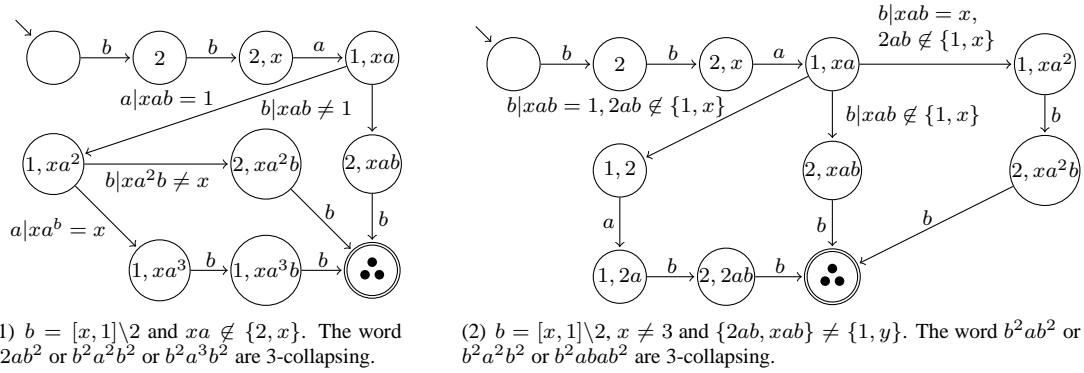 b b a
2 2, x 1, xa
a|xab = 1 b|xab ≠ 1
1, xa² 2, xa²b 2, xab
b|xa²b ≠ x
a|xaᵇ = x b b
1, xa³ b 1, xa³b b
1) b = [x, 1]\2 and xa ∉ {2, x}. The word
2ab² or b²a²b² or b²a³b² are 3-collapsing.
b|xab = x,
2ab ∉ {1, x}
b b a
2 2, x 1, xa 1, xa²
b|xab = 1, 2ab ∉ {1, x} b|xab ∉ {1, x} b
1, 2 2, xab 2, xa²b
a b b
1, 2a b 2, 2ab b
(2) b = [x, 1]\2, x ≠ 3 and {2ab, xab} ≠ {1, y}. The word b²ab² or
b²a²b² or b²abab² are 3-collapsing.